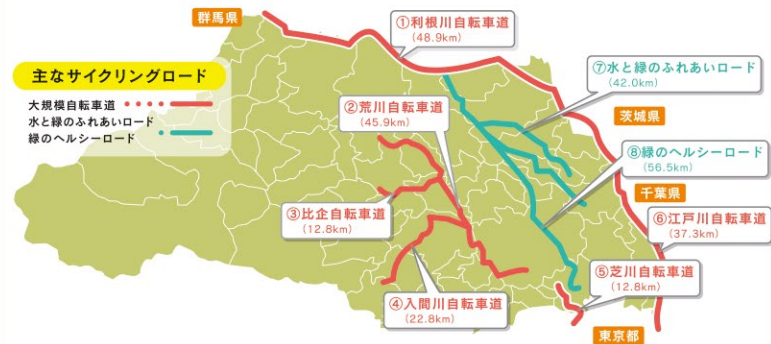 群馬県
①利根川自転車道
(48.9km)
主なサイクリングロード
大規模自転車道
水と緑のふれあいロード
緑のヘルシーロード
②荒川自転車道
(45.9km)
⑦水と緑のふれあいロード
(42.0km)
茨城県
⑧緑のヘルシーロード
(56.5km)
千葉県
③比企自転車道
(12.8km)
⑥江戸川自転車道
(37.3km)
⑤芝川自転車道
(12.8km)
④入間川自転車道
(22.8km)
東京都